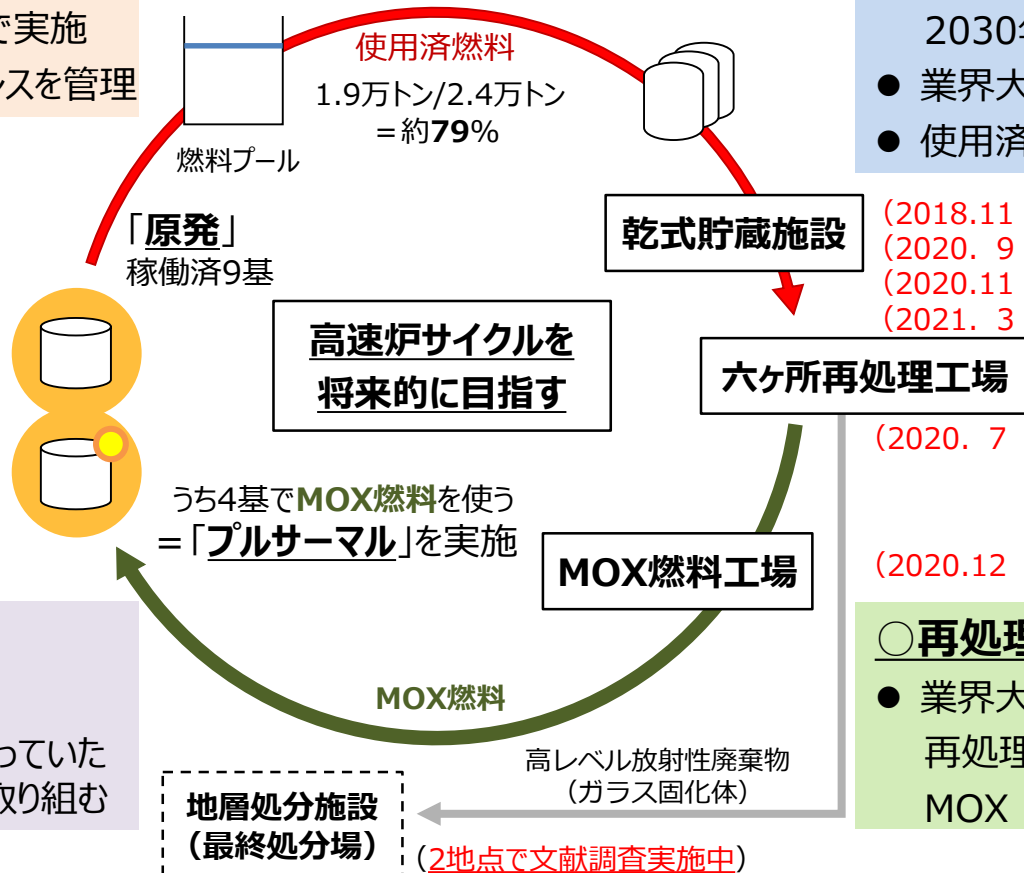 で実施
ンスを管理
使用済燃料
1.9万トン/2.4万トン
＝約79%
燃料プール
2030年
● 業界大
● 使用済
「原発」
稼働済9基
乾式貯蔵施設
（2018.11
（2020. 9
（2020.11
（2021. 3
高速炉サイクルを
将来的に目指す
六ヶ所再処理工場
（2020. 7
うち4基でMOX燃料を使う
＝「プルサーマル」を実施
MOX燃料工場
（2020.12
○再処理
● 業界大
再処理
MOX
MOX燃料
っていた
取り組む
高レベル放射性廃棄物
（ガラス固化体）
地層処分施設
（最終処分場）
（2地点で文献調査実施中）